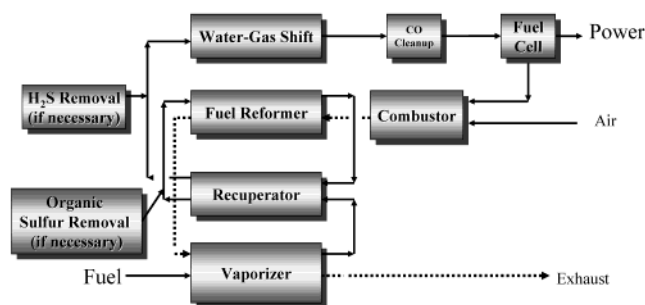 Water-Gas Shift
CO
Cleanup
Fuel
Cell
Power
H₂S Removal
(if necessary)
Fuel Reformer
Combustor
Air
Recuperator
Organic
Sulfur Removal
(if necessary)
Fuel
Vaporizer
Exhaust